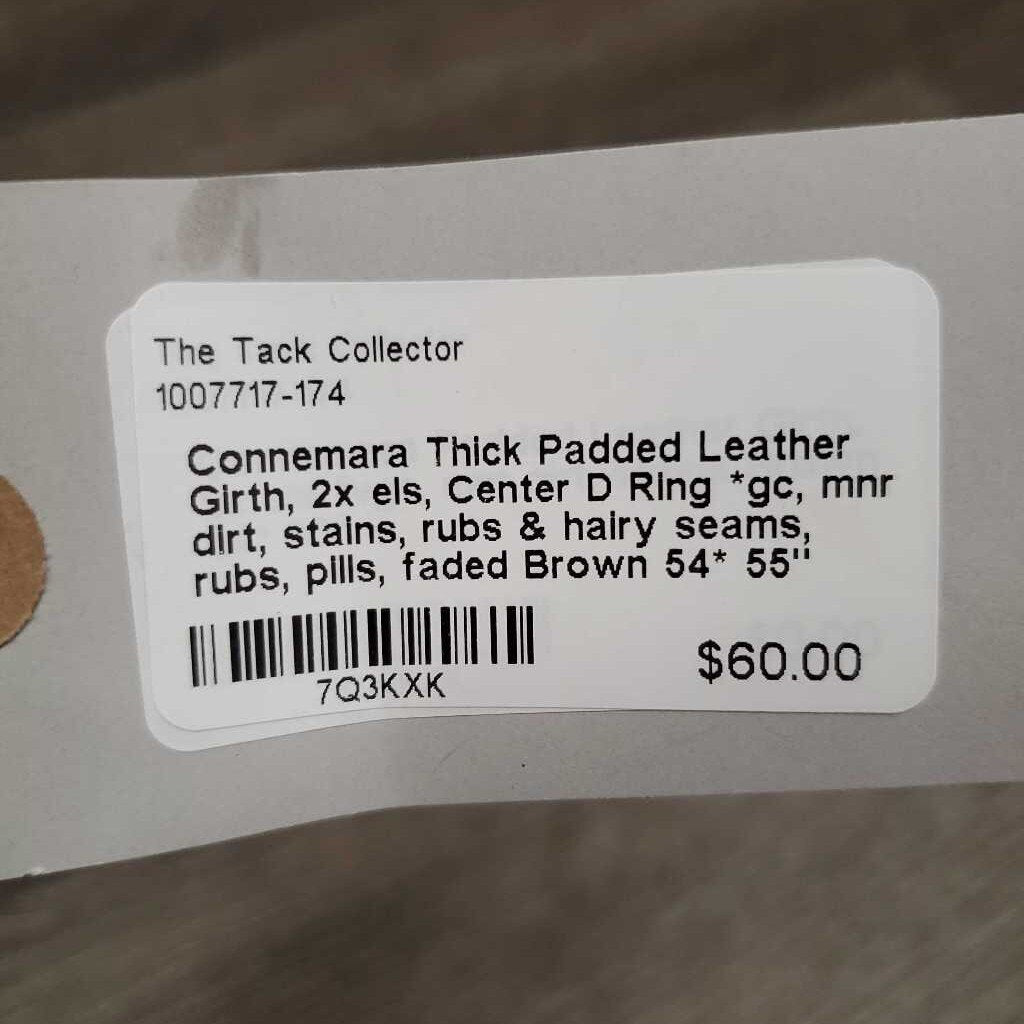 The Tack Collector
1007717-174
Connemara Thick Padded Leather
Girth, 2x els, Center D Ring *gc, mnr
dirt, stains, rubs & hairy seams,
rubs, pills, faded Brown 54* 55"
7Q3KXK
$60.00